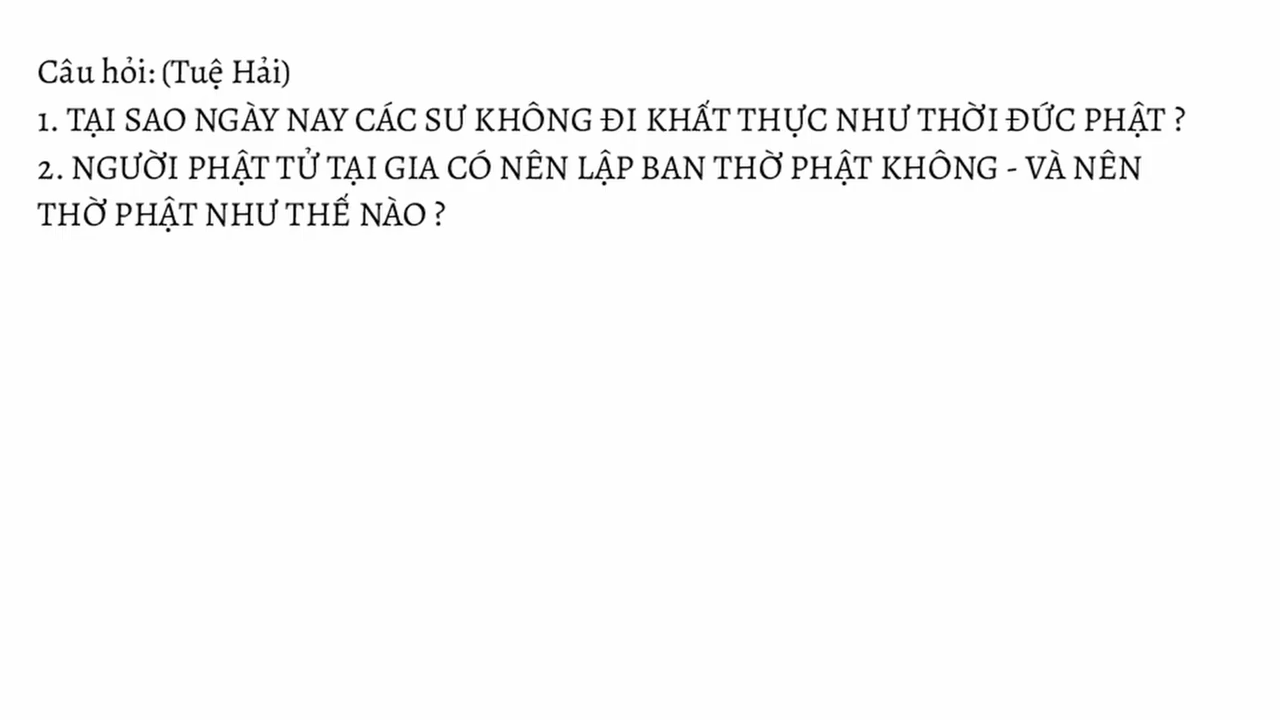 Câu hỏi: (Tuệ Hải)
1. TẠI SAO NGÀY NAY CÁC SƯ KHÔNG ĐI KHẤT THỰC NHƯ THỜI ĐỨC PHẬT ?
2. NGƯỜI PHẬT TỬ TẠI GIA CÓ NÊN LẬP BAN THỜ PHẬT KHÔNG - VÀ NÊN
THỜ PHẬT NHƯ THẾ NÀO ?